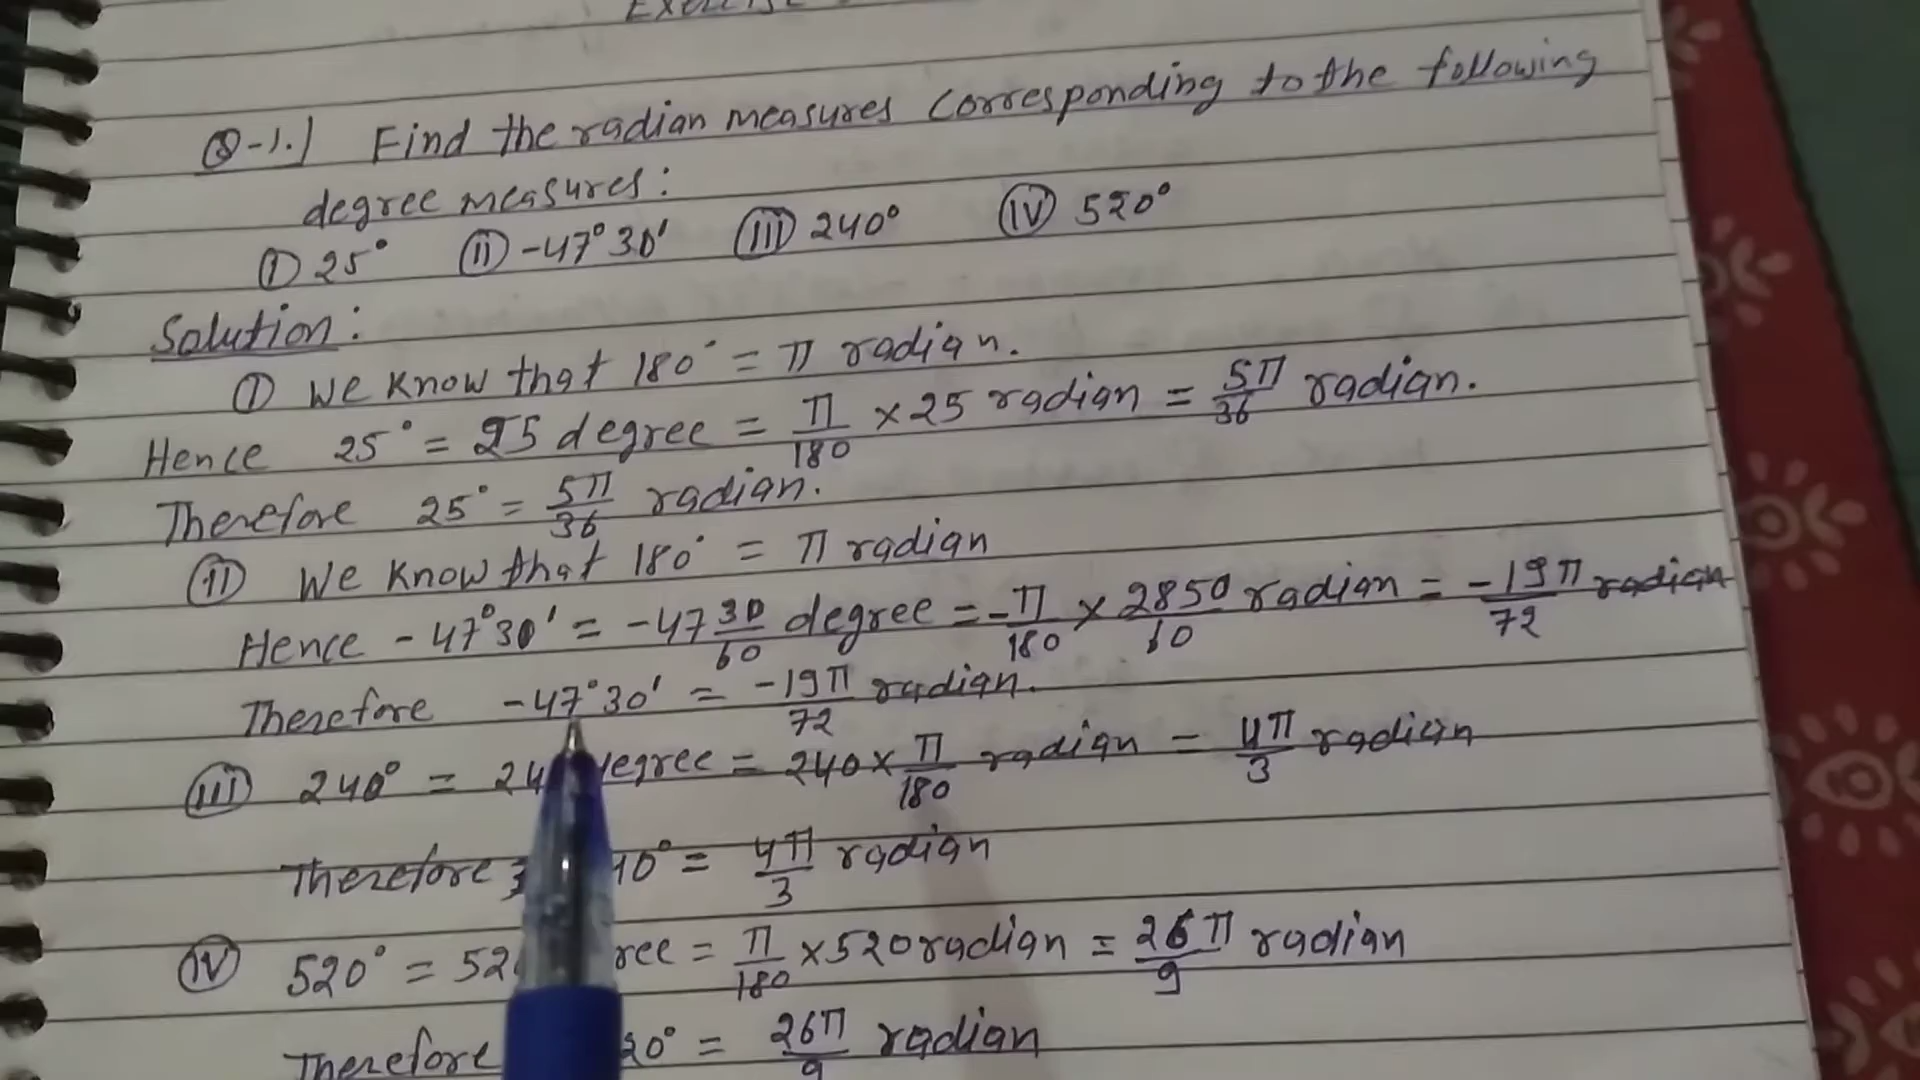 Exercise
Q-1.) Find the radian measures corresponding to the following
degree measures:
(I) 25° (II) -47°30' (III) 240° (IV) 520°
Solution:
(I) We know that 180° = π radian.
Hence 25° = 25 degree = π/180 × 25 radian = 5π/36 radian.
Therefore 25° = 5π/36 radian.
(II) We know that 180° = π radian
Hence -47°30' = -47 30/60 degree = -π/180 × 2850/60 radian = -19π/72 radian
Therefore -47°30' = -19π/72 radian.
(III) 240° = 24 degree = 240 × π/180 radian = 4π/3 radian
Therefore 40° = 4π/3 radian
(IV) 520° = 52 ree = π/180 × 520 radian = 26π/9 radian
Therefore 20° = 26π/9 radian